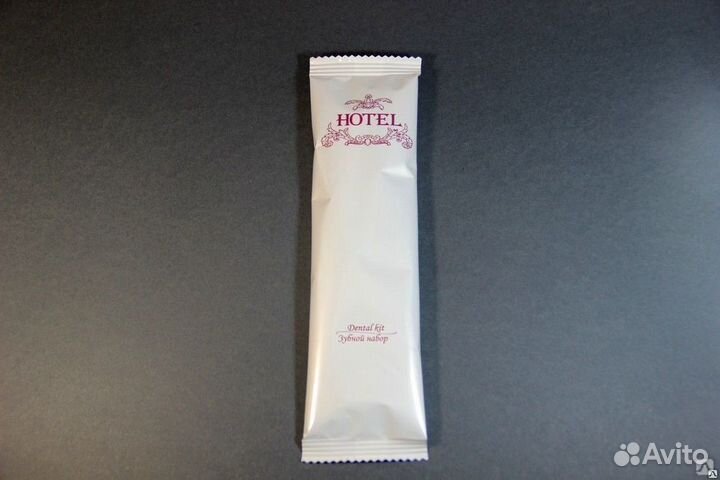 HOTEL
Dental kit
Зубной набор
Avito